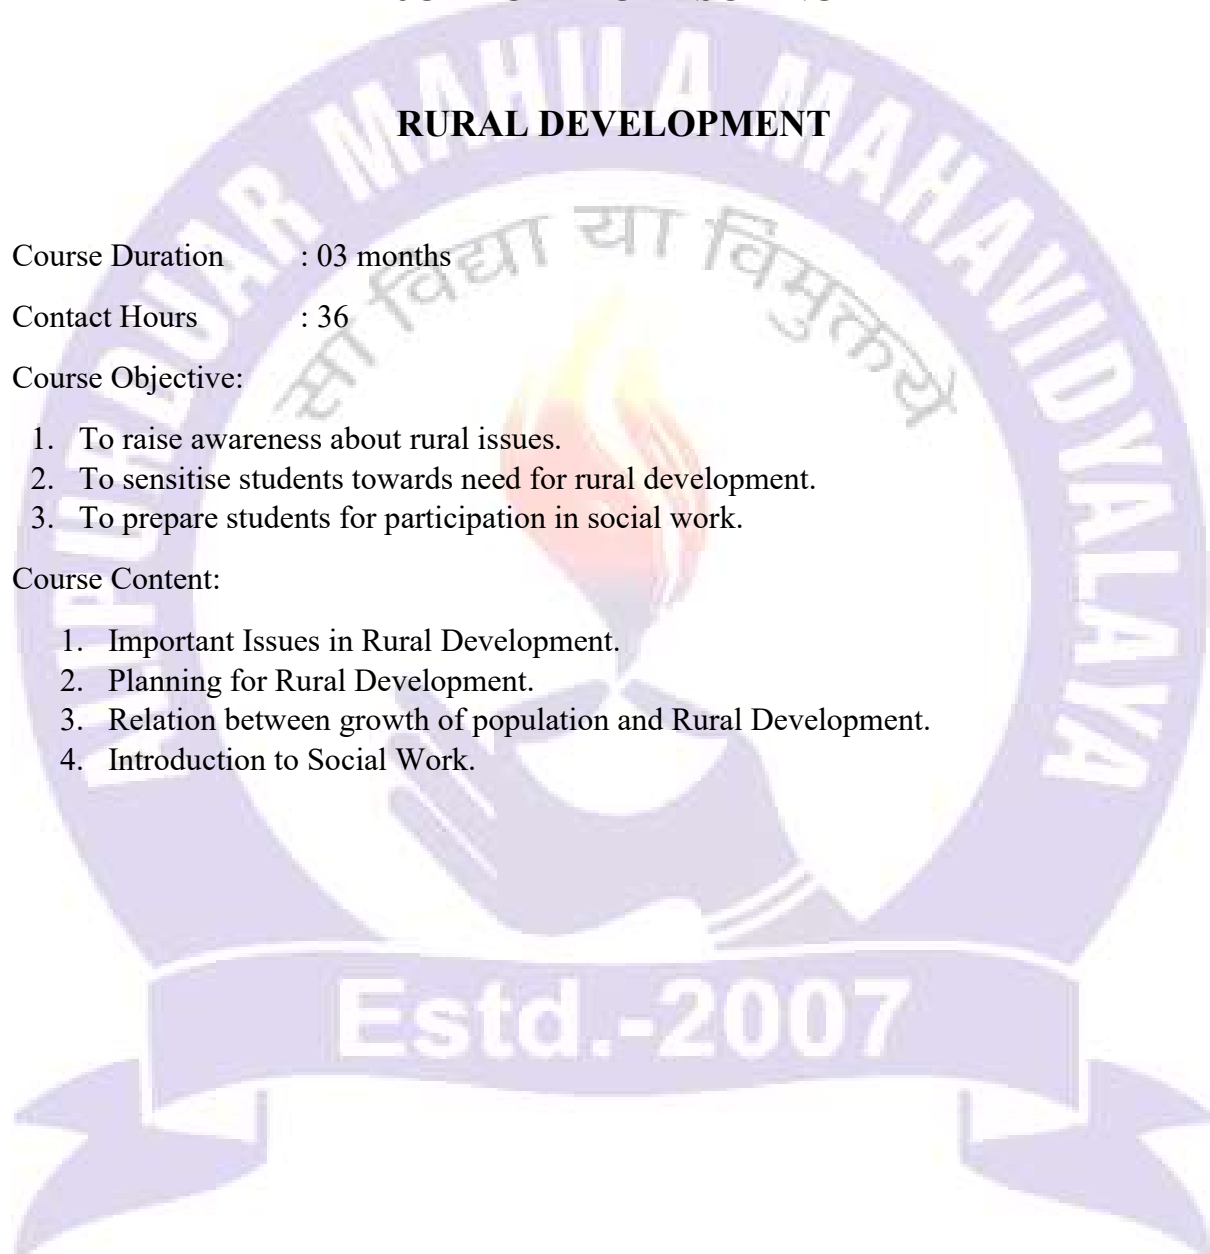 RURAL DEVELOPMENT
Course Duration : 03 months
Contact Hours : 36
Course Objective:
1. To raise awareness about rural issues.
2. To sensitise students towards need for rural development.
3. To prepare students for participation in social work.
Course Content:
1. Important Issues in Rural Development.
2. Planning for Rural Development.
3. Relation between growth of population and Rural Development.
4. Introduction to Social Work.
MAHILA MAHAVIDYALAYA
सा विद्या या विमुक्तये
Estd.-2007